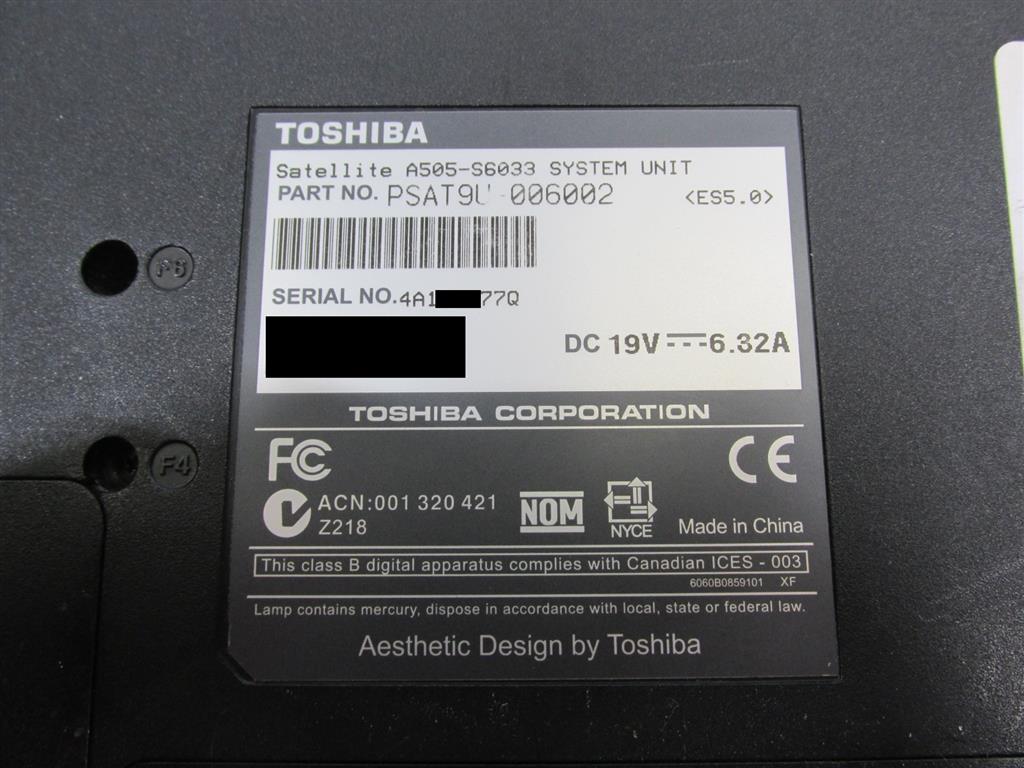 TOSHIBA
Satellite A505-S6033 SYSTEM UNIT
PART NO. PSAT9U-006002 <ES5.0>
SERIAL NO. 4A1 77Q
DC 19V 6.32A
TOSHIBA CORPORATION
F6
FC CE
F4
ACN:001 320 421
Z218
NOM
NYCE
Made in China
This class B digital apparatus complies with Canadian ICES - 003
6060B0859101 XF
Lamp contains mercury, dispose in accordance with local, state or federal law.
Aesthetic Design by Toshiba